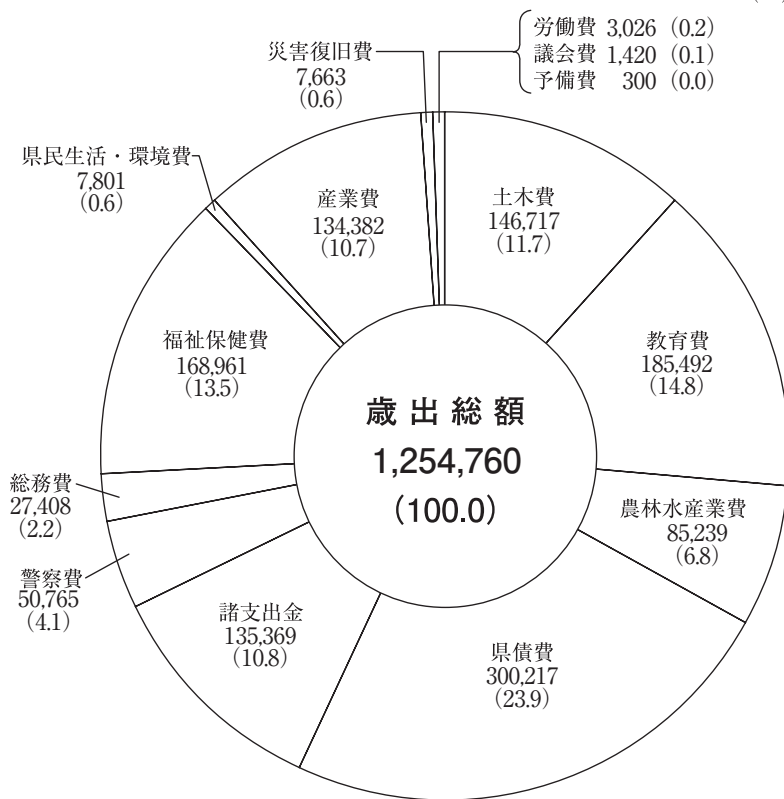 労働費 3,026 (0.2)
議会費 1,420 (0.1)
予備費 300 (0.0)
災害復旧費
7,663
(0.6)
県民生活・環境費
7,801
(0.6)
産業費
134,382
(10.7)
土木費
146,717
(11.7)
福祉保健費
168,961
(13.5)
教育費
185,492
(14.8)
歳出総額
1,254,760
(100.0)
総務費
27,408
(2.2)
農林水産業費
85,239
(6.8)
警察費
50,765
(4.1)
諸支出金
135,369
(10.8)
県債費
300,217
(23.9)